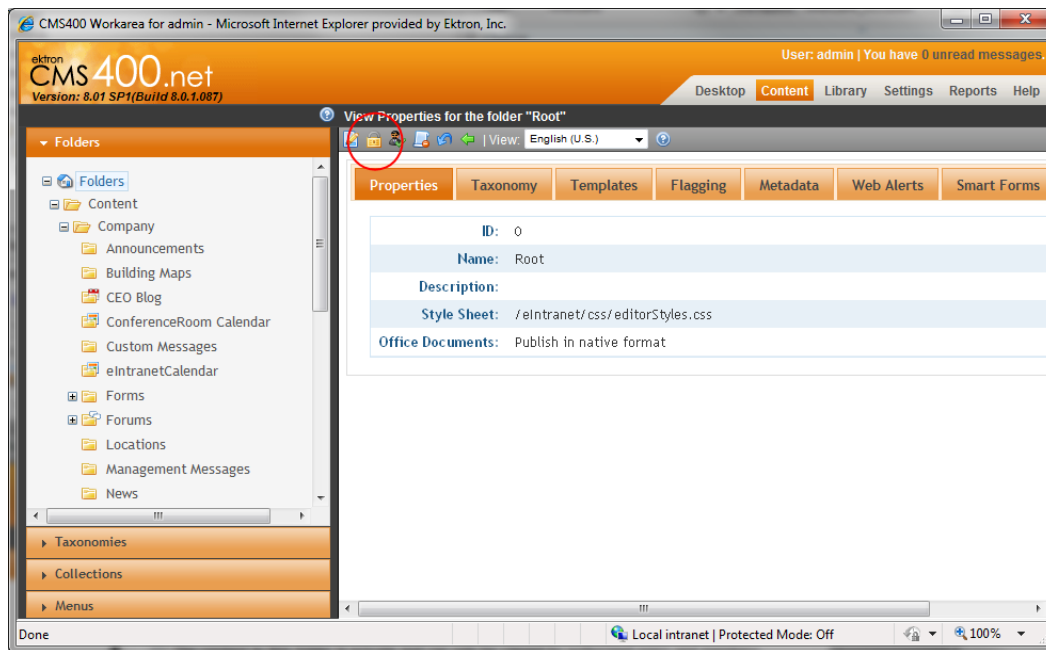 CMS400 Workarea for admin - Microsoft Internet Explorer provided by Ektron, Inc.
User: admin | You have 0 unread messages.
ektron
CMS400.net
Version: 8.01 SP1(Build 8.0.1.087)
Desktop Content Library Settings Reports Help
View Properties for the folder "Root"
Folders
| View: English (U.S.)
Folders
Content
Company
Announcements
Building Maps
CEO Blog
ConferenceRoom Calendar
Custom Messages
eIntranetCalendar
Forms
Forums
Locations
Management Messages
News
Taxonomies
Collections
Menus
Properties Taxonomy Templates Flagging Metadata Web Alerts Smart Forms
ID: 0
Name: Root
Description:
Style Sheet: /eIntranet/css/editorStyles.css
Office Documents: Publish in native format
Done
Local intranet | Protected Mode: Off
100%